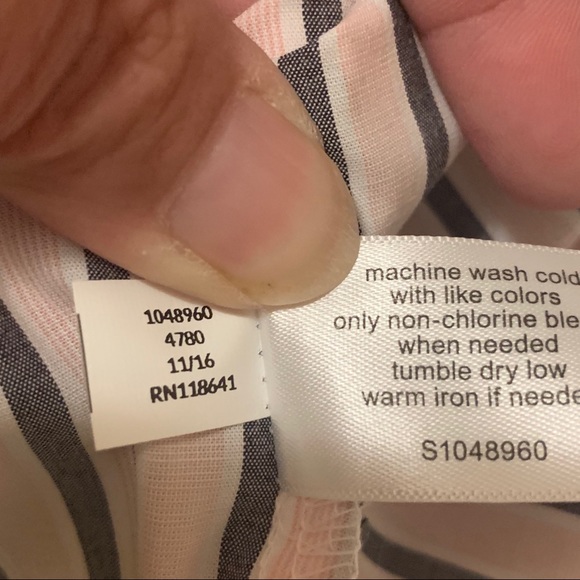 1048960
4780
11/16
RN118641
machine wash cold
with like colors
only non-chlorine ble
when needed
tumble dry low
warm iron if neede
S1048960